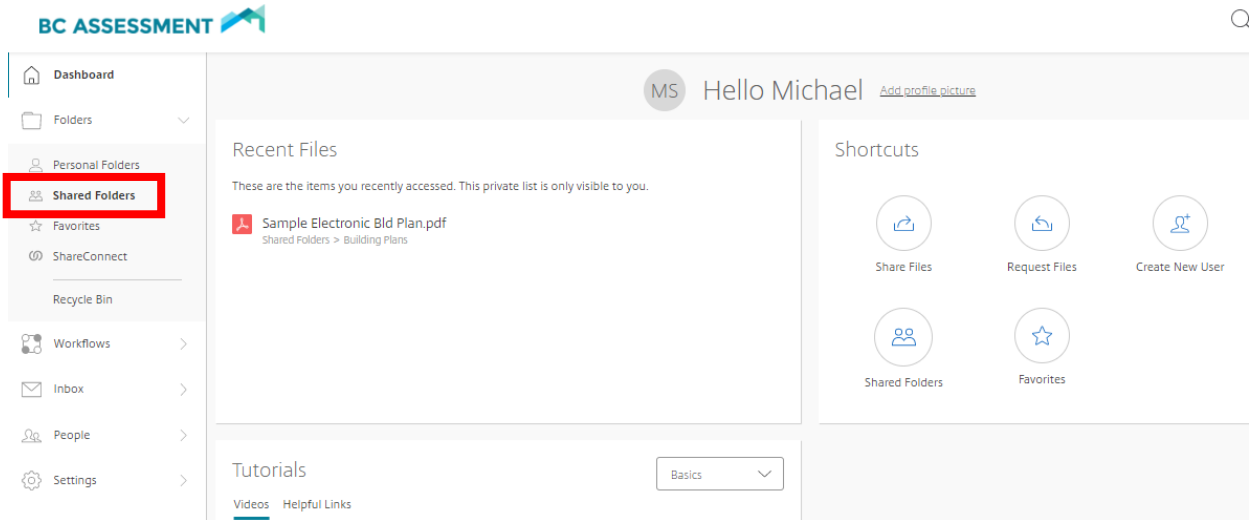 BC ASSESSMENT
Dashboard
Folders
Personal Folders
Shared Folders
Favorites
ShareConnect
Recycle Bin
Workflows
Inbox
People
Settings
MS Hello Michael Add profile picture
Recent Files
These are the items you recently accessed. This private list is only visible to you.
Sample Electronic Bld Plan.pdf
Shared Folders > Building Plans
Shortcuts
Share Files
Request Files
Create New User
Shared Folders
Favorites
Tutorials
Basics
Videos Helpful Links